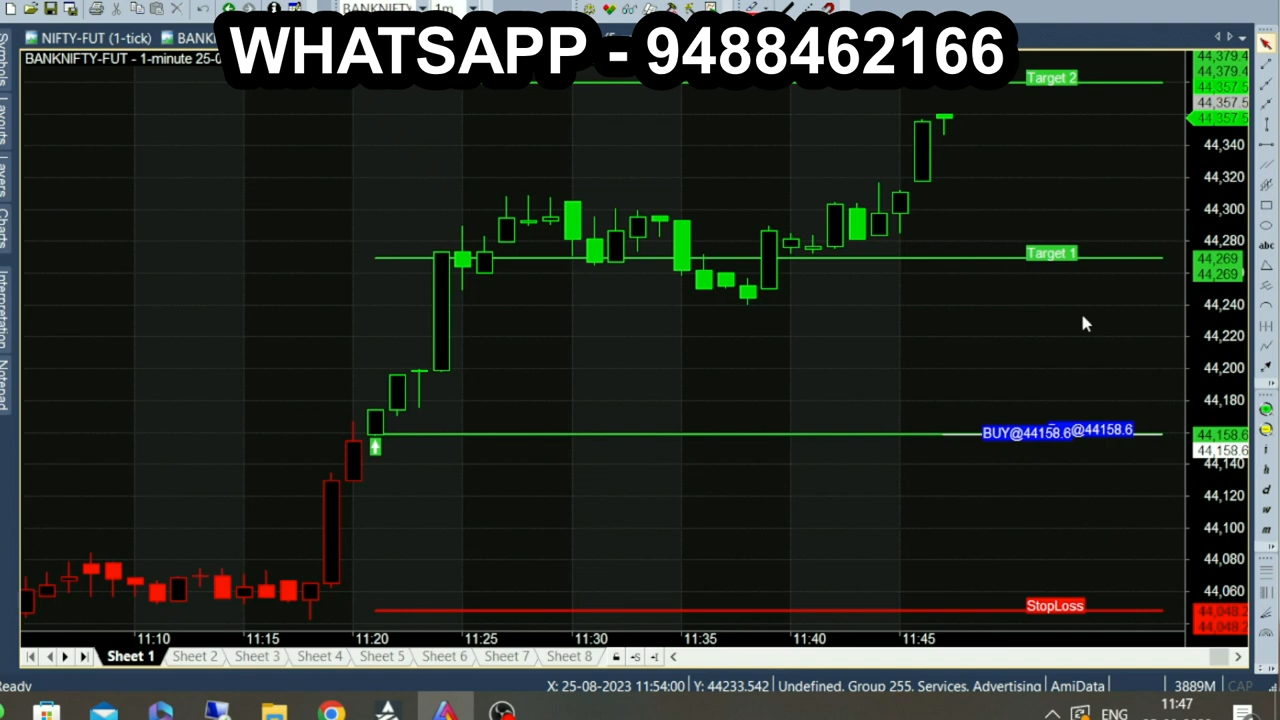 BANKNIFTY
1m
NIFTY-FUT (1-tick)
BANK
WHATSAPP - 9488462166
BANKNIFTY-FUT - 1-minute 25-0
Target 2
44,379.4
44,379.4
44,357.5
44,357.5
44,357.5
44,340
44,320
44,300
44,280
Target 1
44,269
44,269
44,240
44,220
44,200
44,180
BUY@44158.6
@44158.6
44,158.6
44,158.6
44,140
44,120
44,100
44,080
44,060
StopLoss
44,048.2
44,048.2
11:10 11:15 11:20 11:25 11:30 11:35 11:40 11:45
Symbols
Layouts
Layers
Charts
Interpretation
Notepad
abc
i
h
d
w
m
Sheet 1 Sheet 2 Sheet 3 Sheet 4 Sheet 5 Sheet 6 Sheet 7 Sheet 8
Ready
X: 25-08-2023 11:54:00 Y: 44233.542 Undefined, Group 255, Services, Advertising AmiData 3889M CAP
ENG
11:47